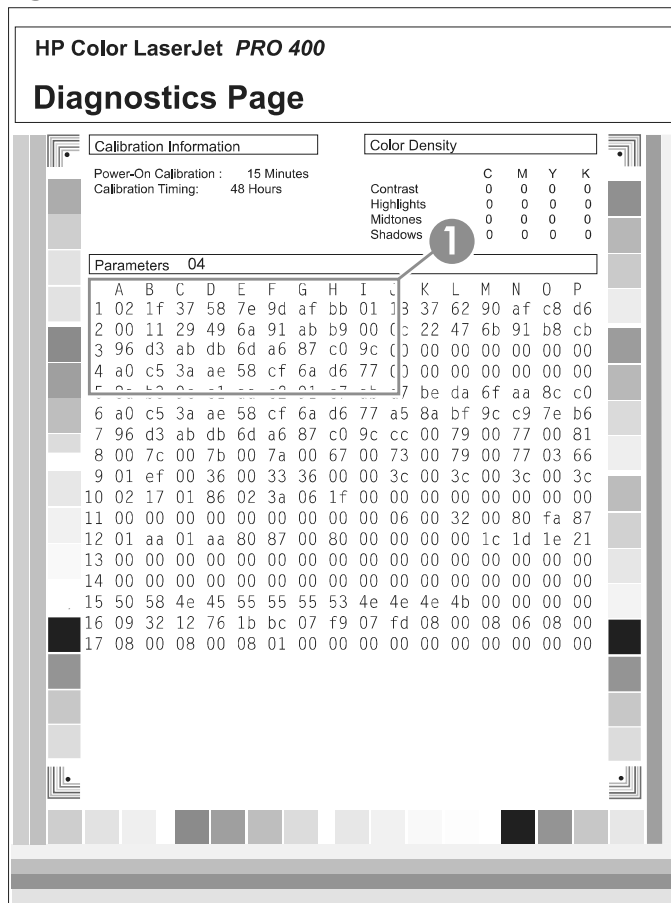 HP Color LaserJet PRO 400
Diagnostics Page
Calibration Information
Power-On Calibration : 15 Minutes
Calibration Timing: 48 Hours
Color Density
C M Y K
Contrast 0 0 0 0
Highlights 0 0 0 0
Midtones 0 0 0
Shadows 0 0 0 0
1
Parameters 04
A B C D E F G H I K L M N O P
1 02 1f 37 58 7e 9d af bb 01 37 62 90 af c8 d6
2 00 11 29 49 6a 91 ab b9 00 22 47 6b 91 b8 cb
3 96 d3 ab db 6d a6 87 c0 9c 00 00 00 00 00 00
4 a0 c5 3a ae 58 cf 6a d6 77 00 00 00 00 00 00
be da 6f aa 8c c0
6 a0 c5 3a ae 58 cf 6a d6 77 a5 8a bf 9c c9 7e b6
7 96 d3 ab db 6d a6 87 c0 9c cc 00 79 00 77 00 81
8 00 7c 00 7b 00 7a 00 67 00 73 00 79 00 77 03 66
9 01 ef 00 36 00 33 36 00 00 3c 00 3c 00 3c 00 3c
10 02 17 01 86 02 3a 06 1f 00 00 00 00 00 00 00 00
11 00 00 00 00 00 00 00 00 00 06 00 32 00 80 fa 87
12 01 aa 01 aa 80 87 00 80 00 00 00 00 1c 1d 1e 21
13 00 00 00 00 00 00 00 00 00 00 00 00 00 00 00 00
14 00 00 00 00 00 00 00 00 00 00 00 00 00 00 00 00
15 50 58 4e 45 55 55 55 53 4e 4e 4e 4b 00 00 00 00
16 09 32 12 76 1b bc 07 f9 07 fd 08 00 08 06 08 00
17 08 00 08 00 08 01 00 00 00 00 00 00 00 00 00 00